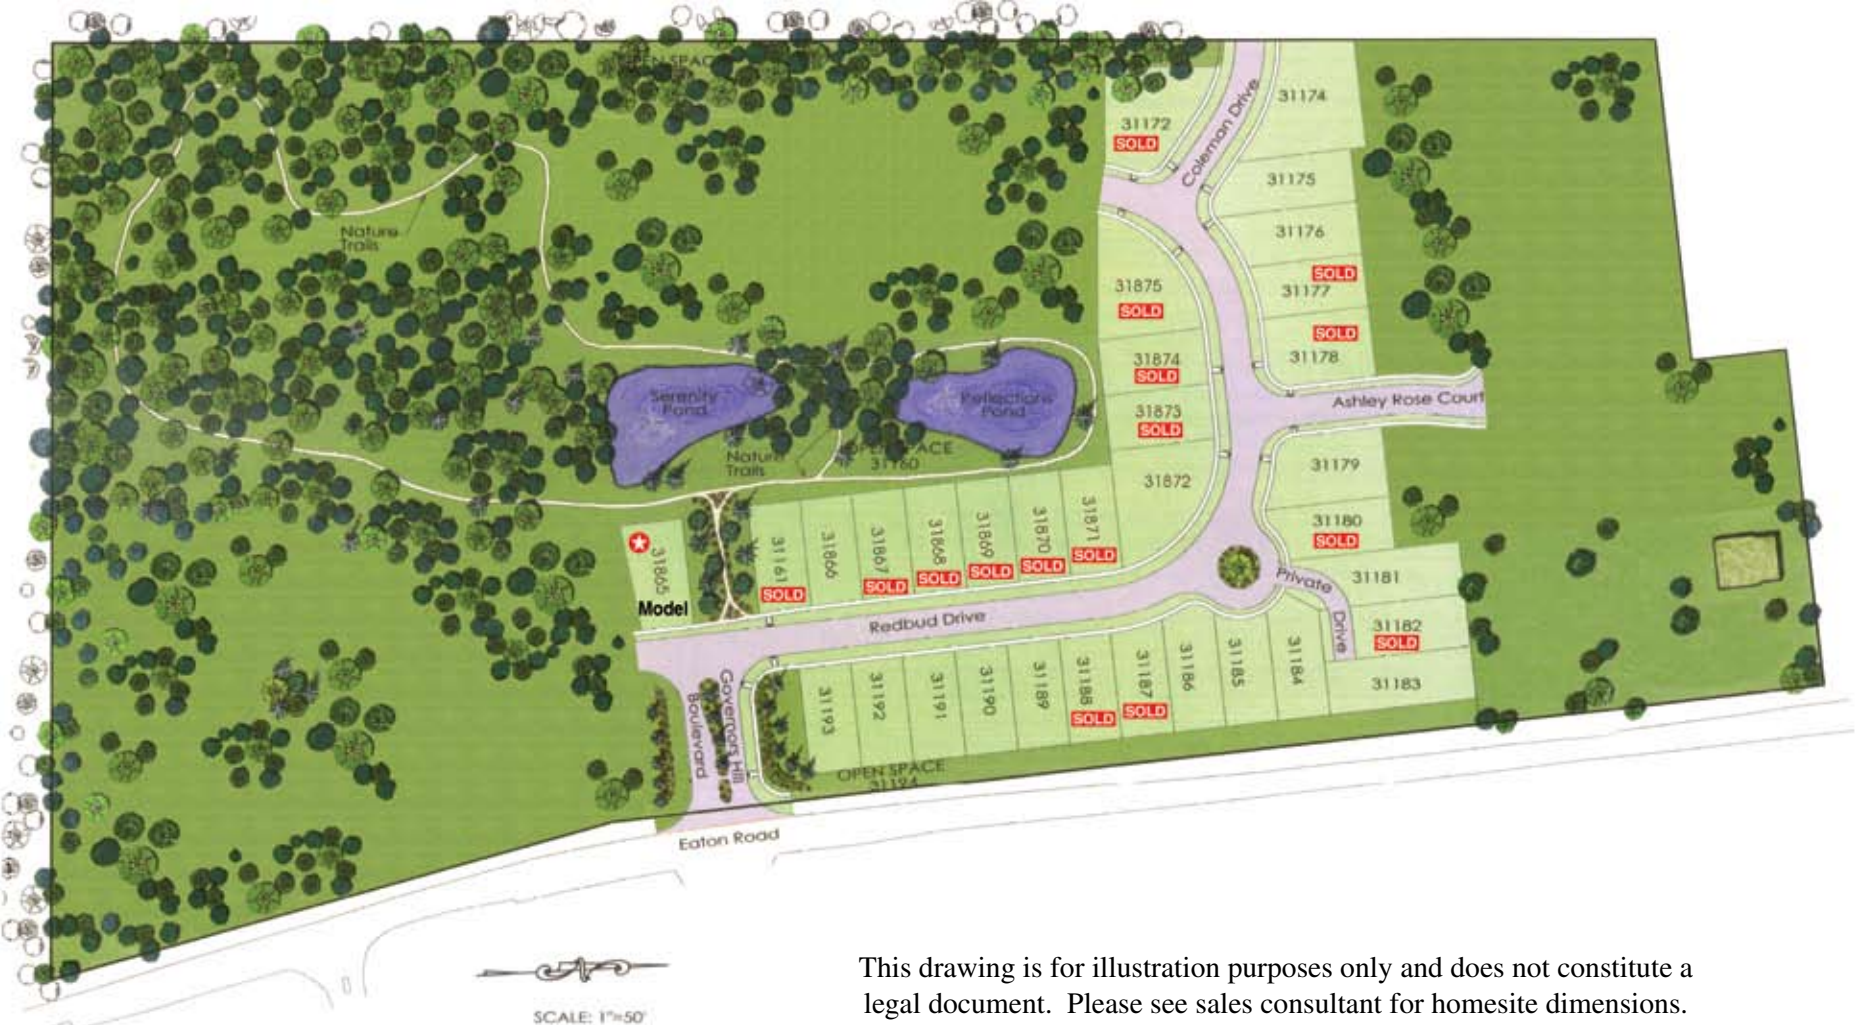 OPEN SPACE
31172
SOLD
Coleman Drive
31174
31175
31176
SOLD
31177
SOLD
31178
Nature
Trails
31875
SOLD
31874
SOLD
31873
SOLD
31872
Ashley Rose Court
Serenity
Pond
Reflections
Pond
Nature
Trails
OPEN SPACE
31160
31179
31180
SOLD
31865
Model
31161
SOLD
31866
31867
SOLD
31868
SOLD
31869
SOLD
31870
SOLD
31871
SOLD
Private
Drive
31181
31182
SOLD
31183
Redbud Drive
Governors Hill
Boulevard
31193
31192
31191
31190
31189
31188
SOLD
31187
SOLD
31186
31185
31184
OPEN SPACE
31194
Eaton Road
SCALE: 1"=50'
This drawing is for illustration purposes only and does not constitute a
legal document. Please see sales consultant for homesite dimensions.